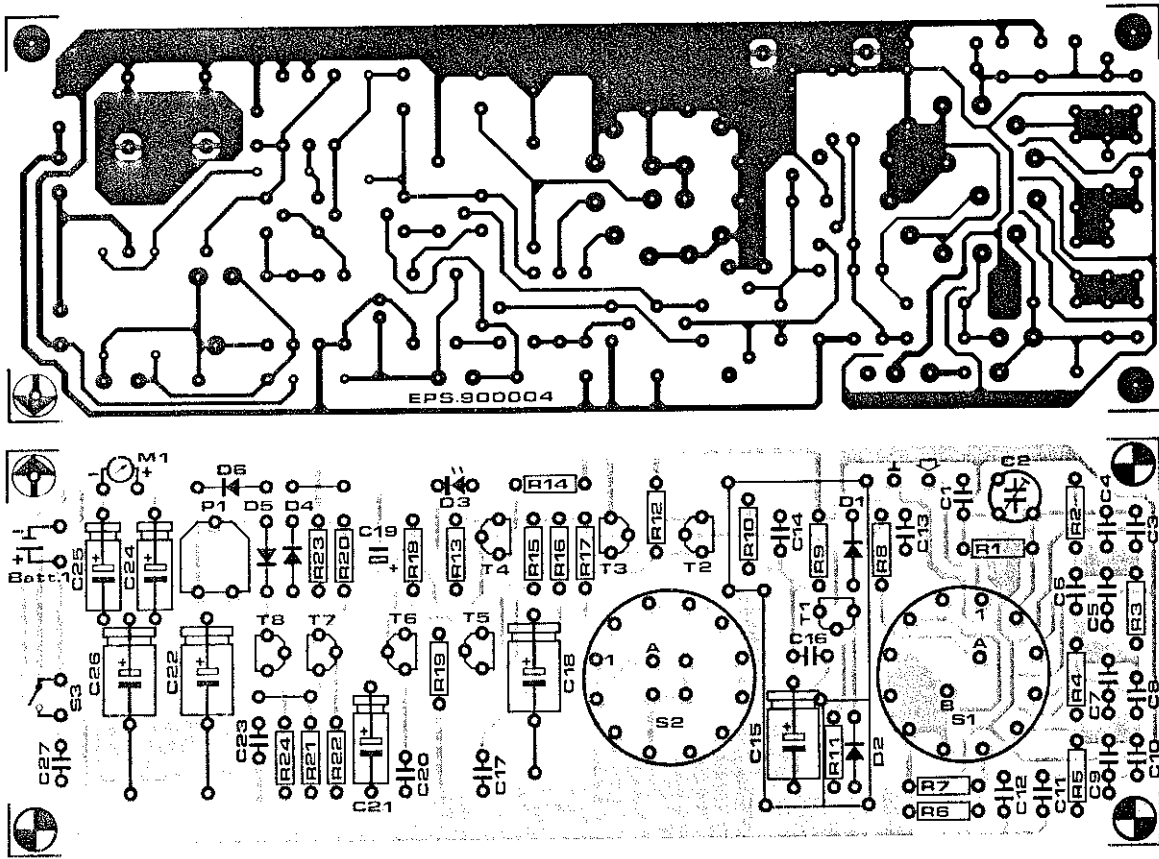 EPS.900004
M1
- +
D6
P1 D5 D4
D3
R14
C1
C2
C4
R2
C3
+
Batt.1
C25
C24
R23
R20
C19
+
R18
R13
T4
R15
R16
R17
T3
R12
T2
R10
C14
R9
D1
R8
C13
R1
C6
C5
R3
T8
T7
T6
T5
T1
C16
1
A
1
A
S3
C26
C22
R19
C18
S2
B
S1
R4
C7
C8
C27
C23
R24
R21
R22
C21
C20
C17
C15
R11
D2
R7
R6
C12
C11
R5
C9
C10